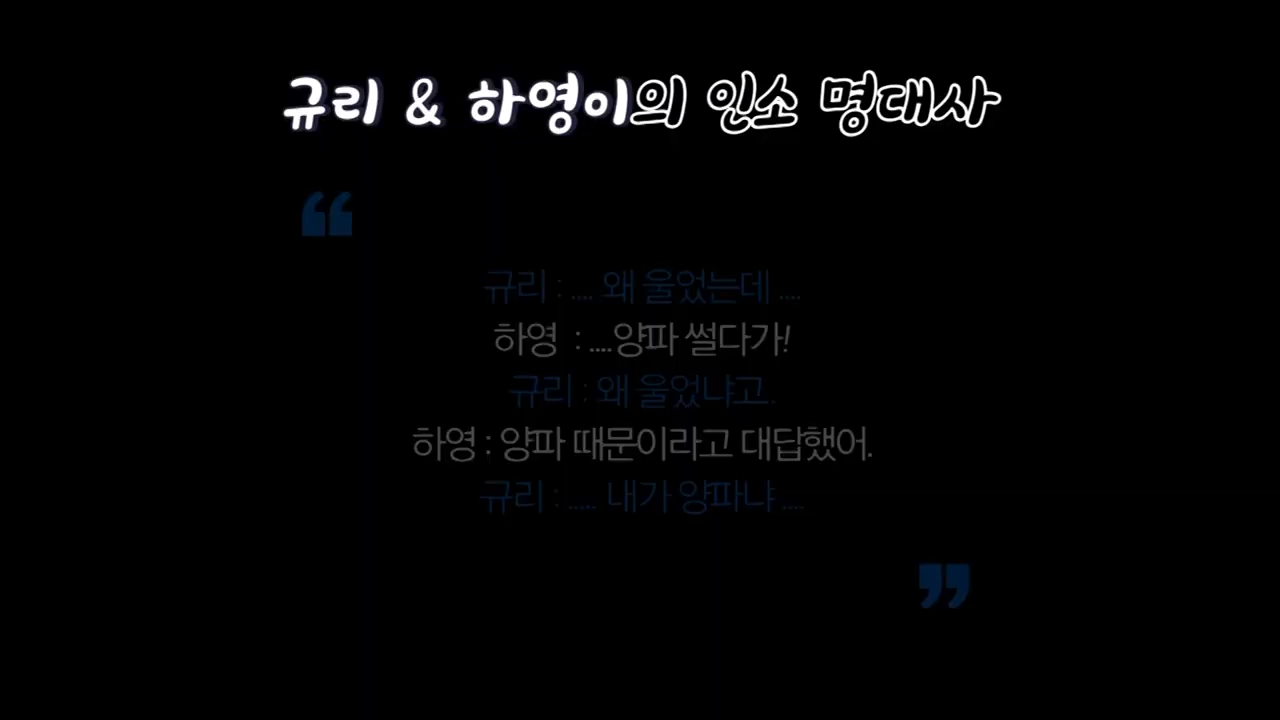 규리 & 하영이의 인소 명대사
“
규리 : .... 왜 울었는데 ....
하영 : ....양파 썰다가!
규리 : 왜 울었냐고.
하영 : 양파 때문이라고 대답했어.
규리 : ..... 내가 양파냐 ....
”